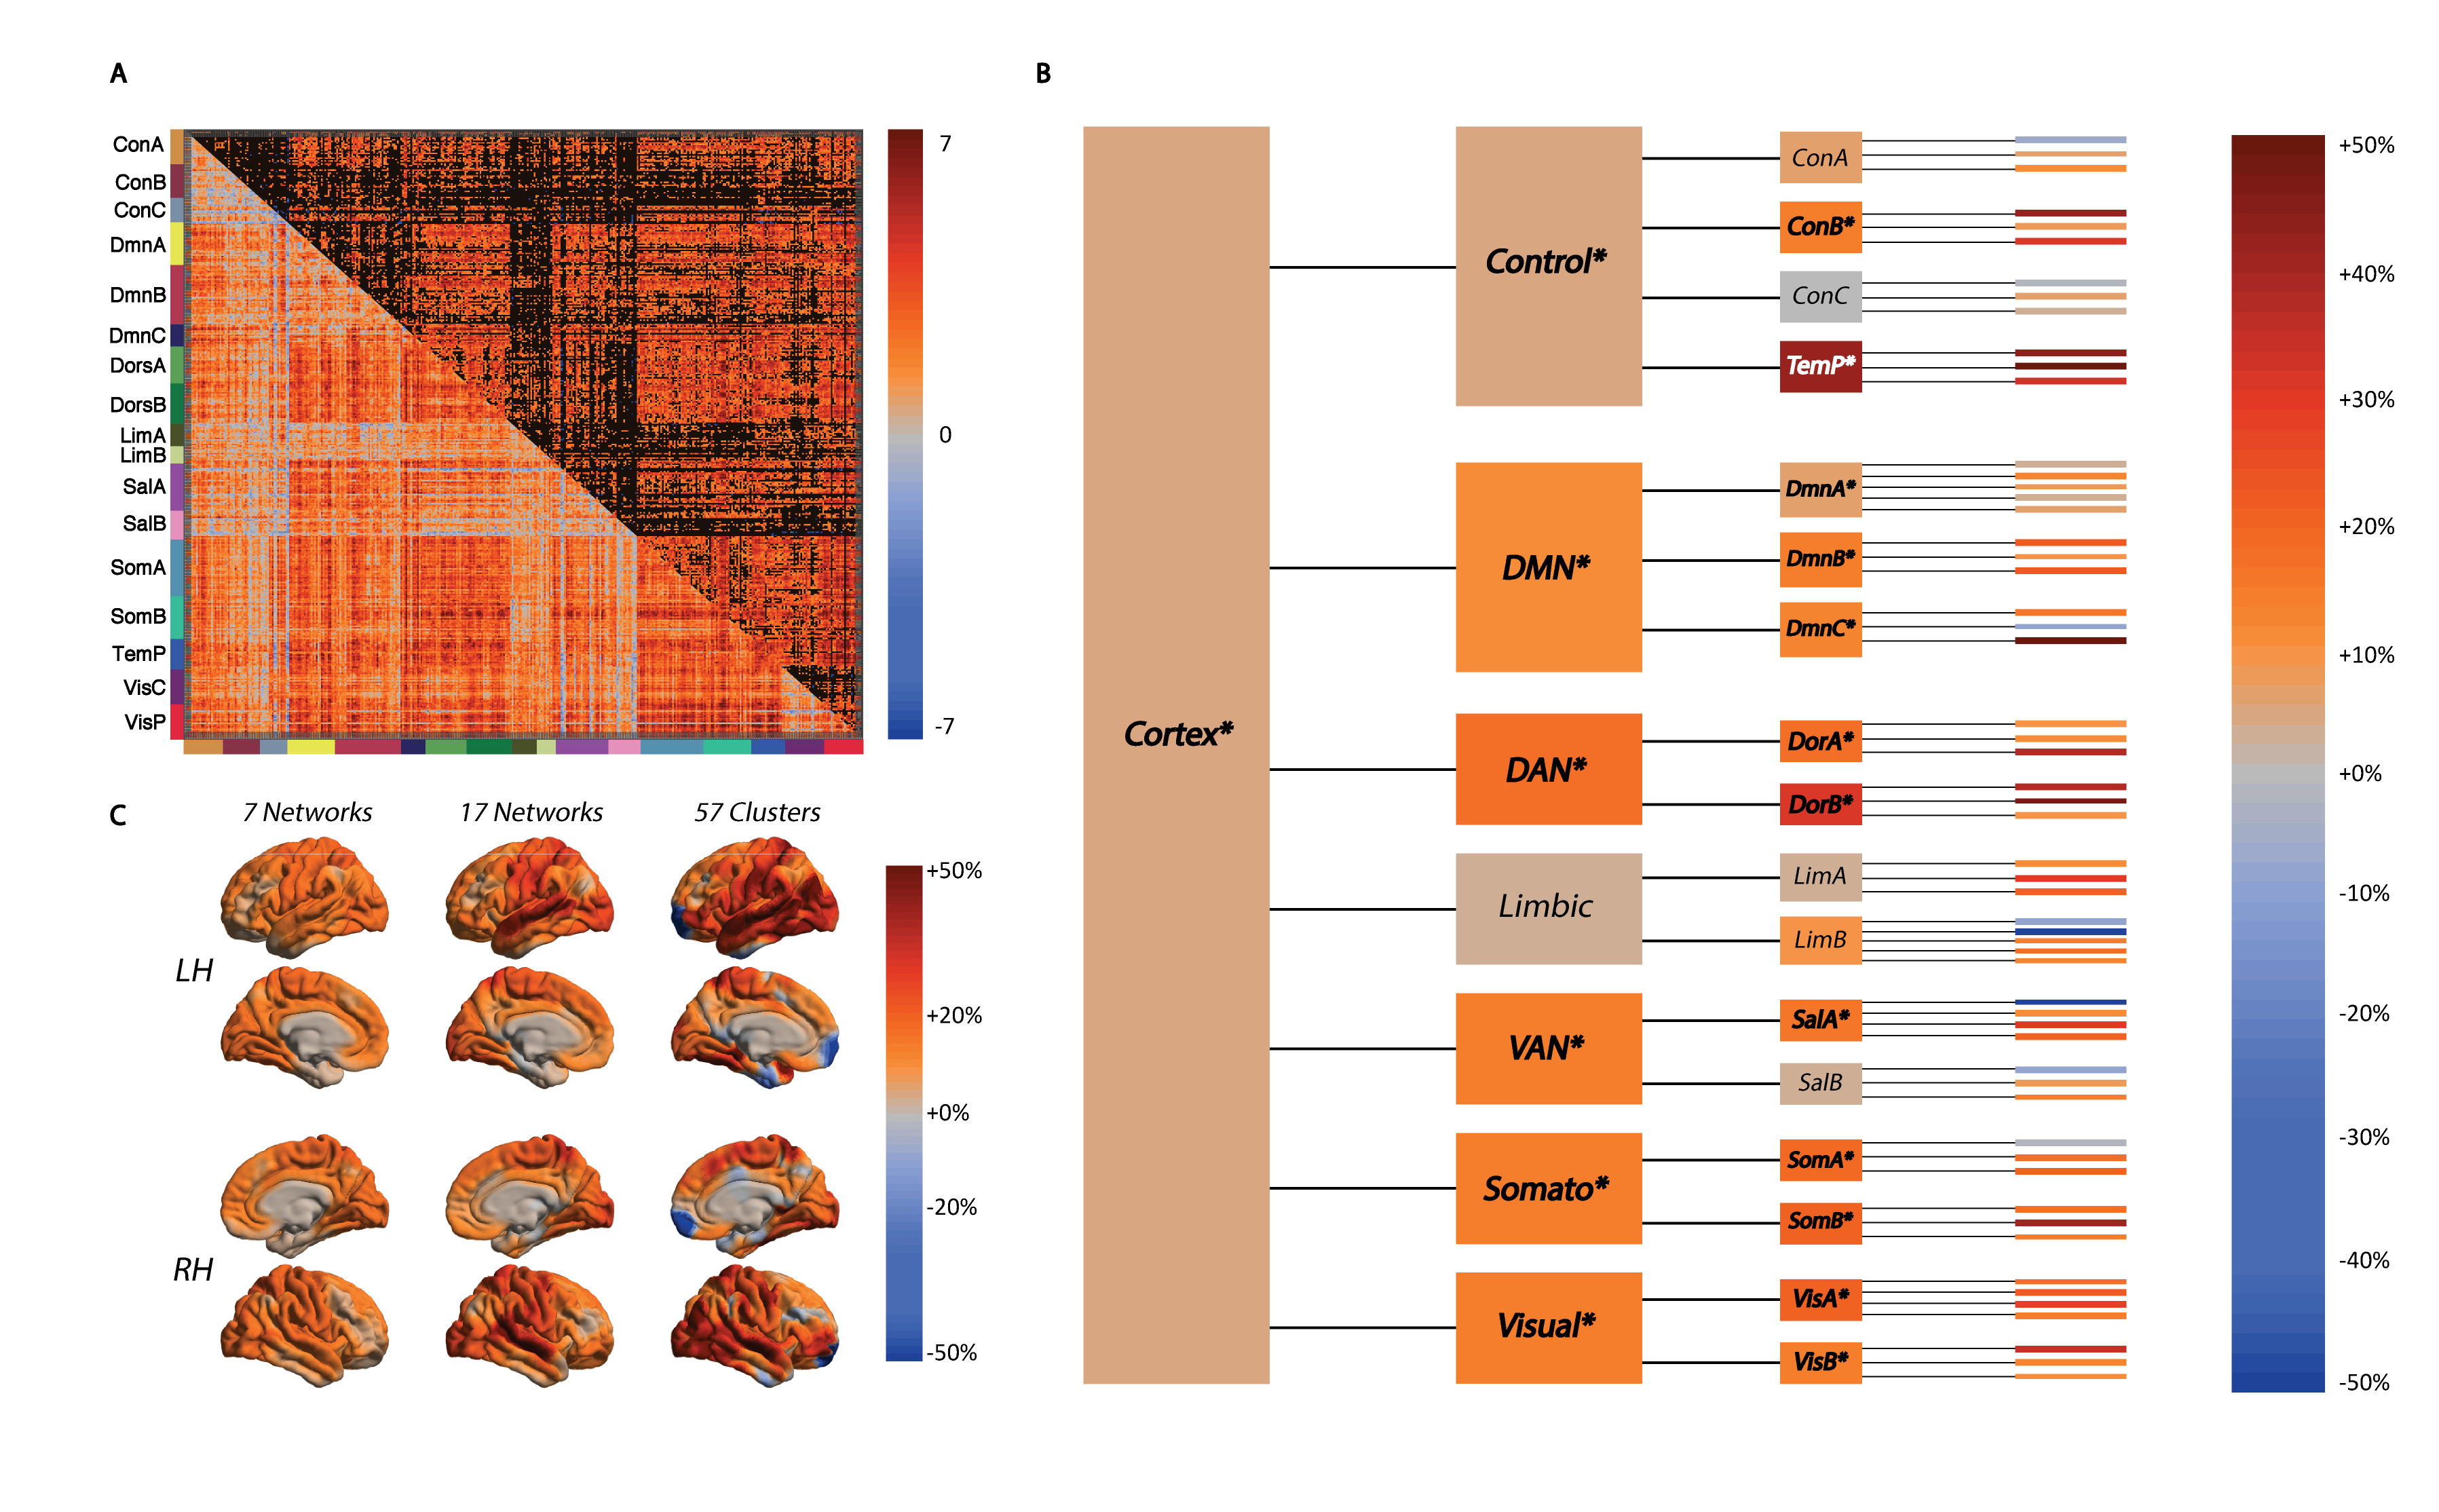 A
ConA
ConB
ConC
DmnA
DmnB
DmnC
DorsA
DorsB
LimA
LimB
SalA
SalB
SomA
SomB
TemP
VisC
VisP
7
0
-7
B
Cortex*
Control*
DMN*
DAN*
Limbic
VAN*
Somato*
Visual*
ConA
ConB*
ConC
TemP*
DmnA*
DmnB*
DmnC*
DorA*
DorB*
LimA
LimB
SalA*
SalB
SomA*
SomB*
VisA*
VisB*
+50%
+40%
+30%
+20%
+10%
+0%
-10%
-20%
-30%
-40%
-50%
C
7 Networks 17 Networks 57 Clusters
LH
RH
+50%
+20%
+0%
-20%
-50%